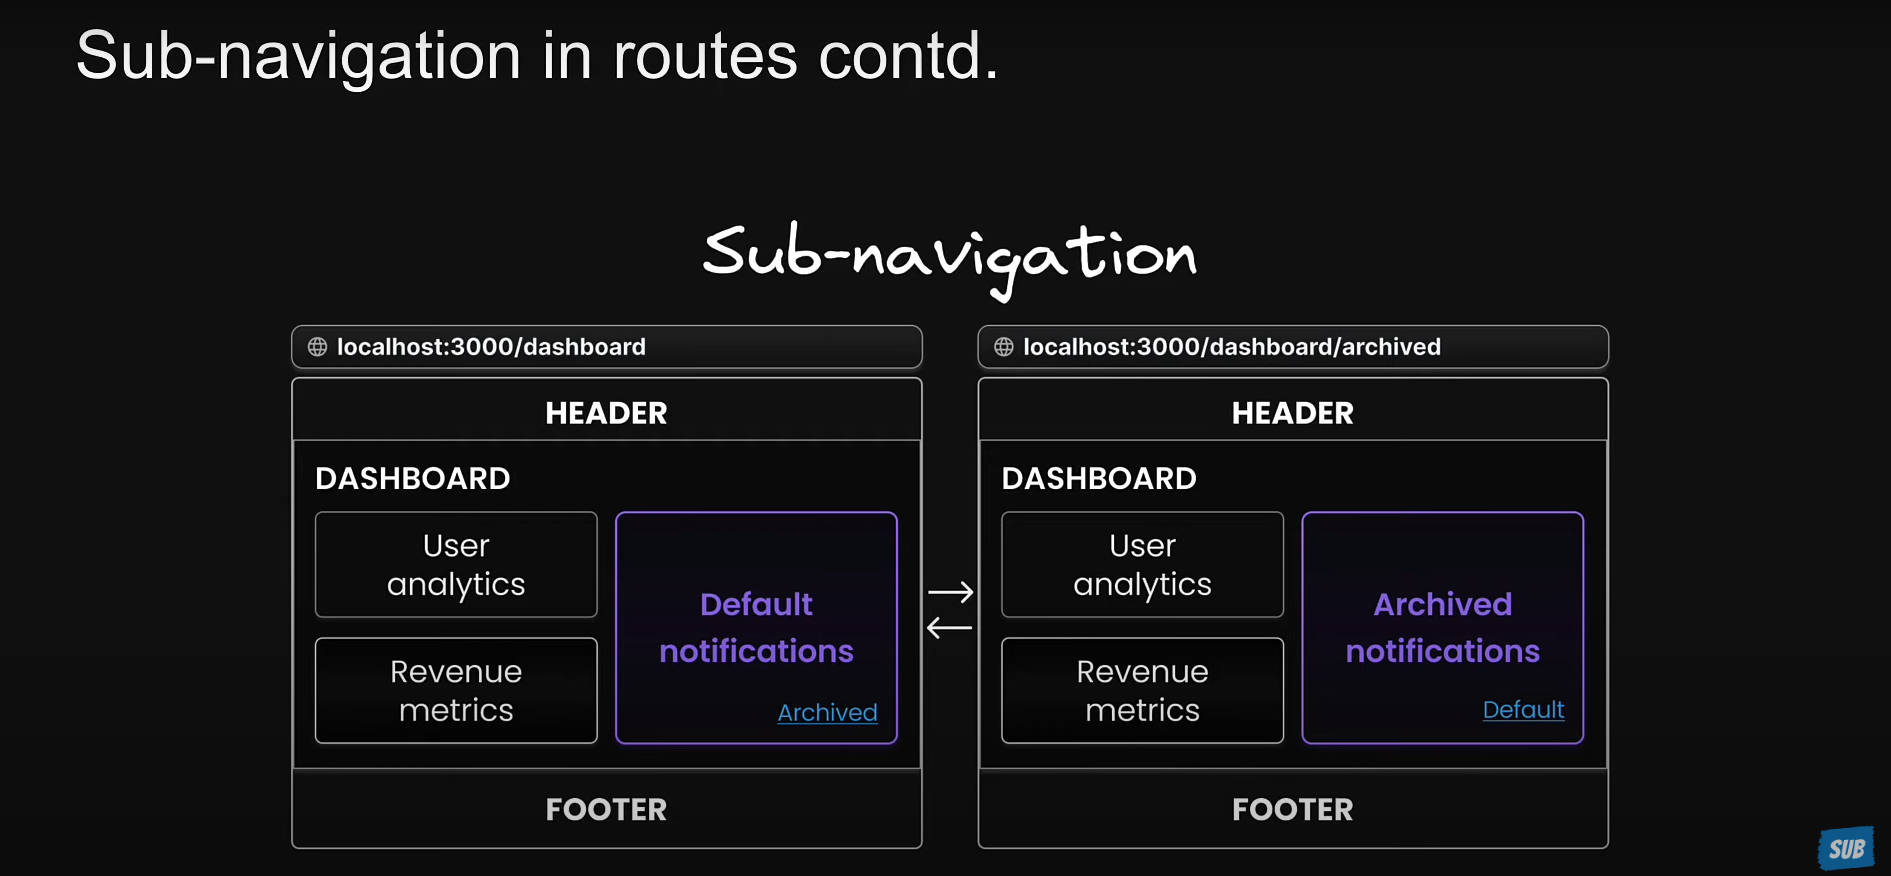 Sub-navigation in routes contd.
Sub-navigation
localhost:3000/dashboard
HEADER
DASHBOARD
User
analytics
Revenue
metrics
Default
notifications
Archived
FOOTER
localhost:3000/dashboard/archived
HEADER
DASHBOARD
User
analytics
Revenue
metrics
Archived
notifications
Default
FOOTER
SUB